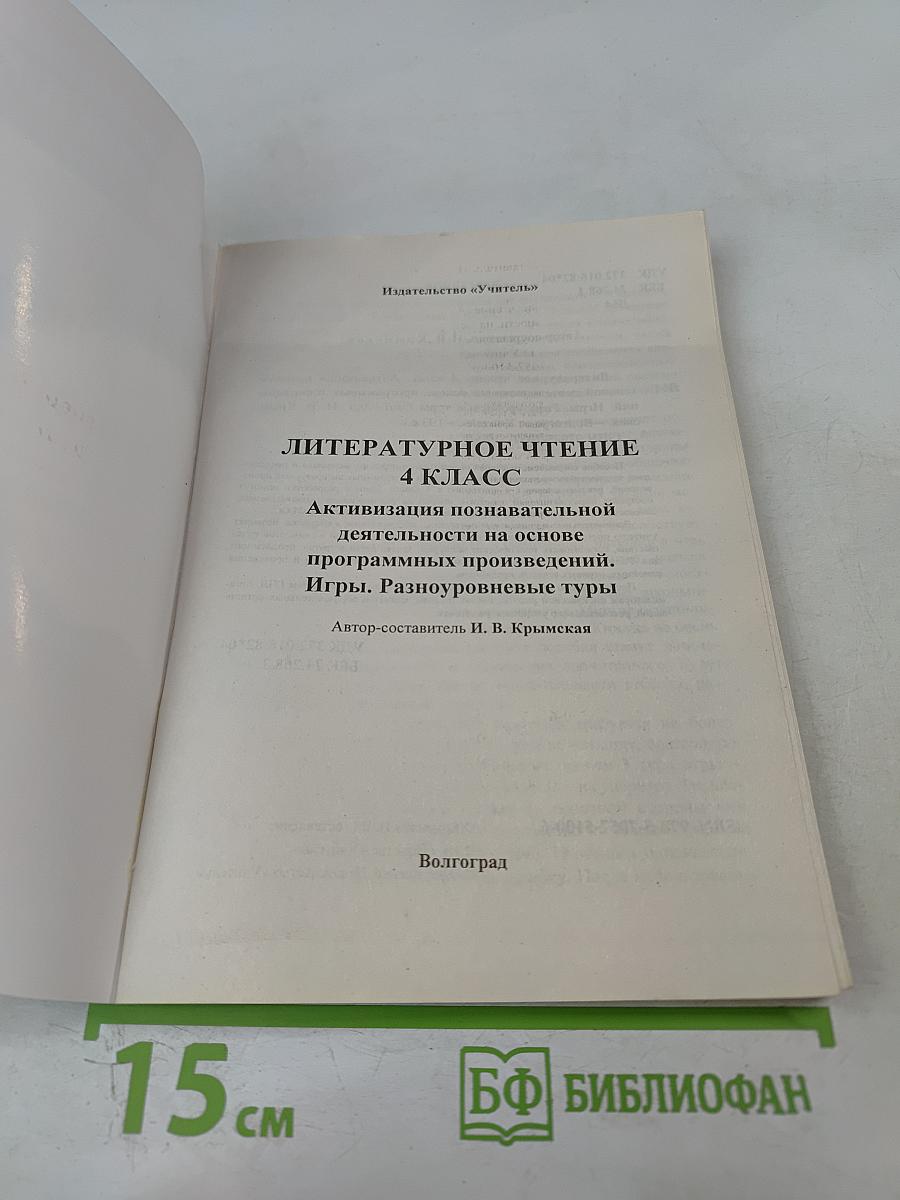 Издательство «Учитель»
ЛИТЕРАТУРНОЕ ЧТЕНИЕ
4 КЛАСС
Активизация познавательной
деятельности на основе
программных произведений.
Игры. Разноуровневые туры
Автор-составитель И. В. Крымская
Волгоград
15 см
БФ БИБЛИОФАН